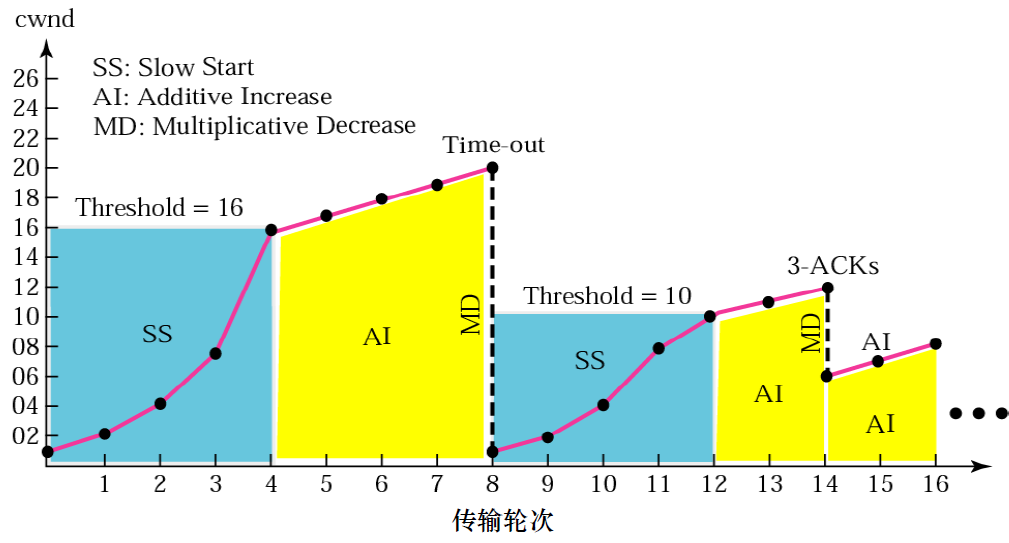 cwnd
SS: Slow Start
AI: Additive Increase
MD: Multiplicative Decrease
26
24
22
20
18
16
14
12
10
08
06
04
02
Time-out
Threshold = 16
3-ACKs
Threshold = 10
SS
AI
MD
SS
AI
MD
AI
AI
1 2 3 4 5 6 7 8 9 10 11 12 13 14 15 16
传输轮次